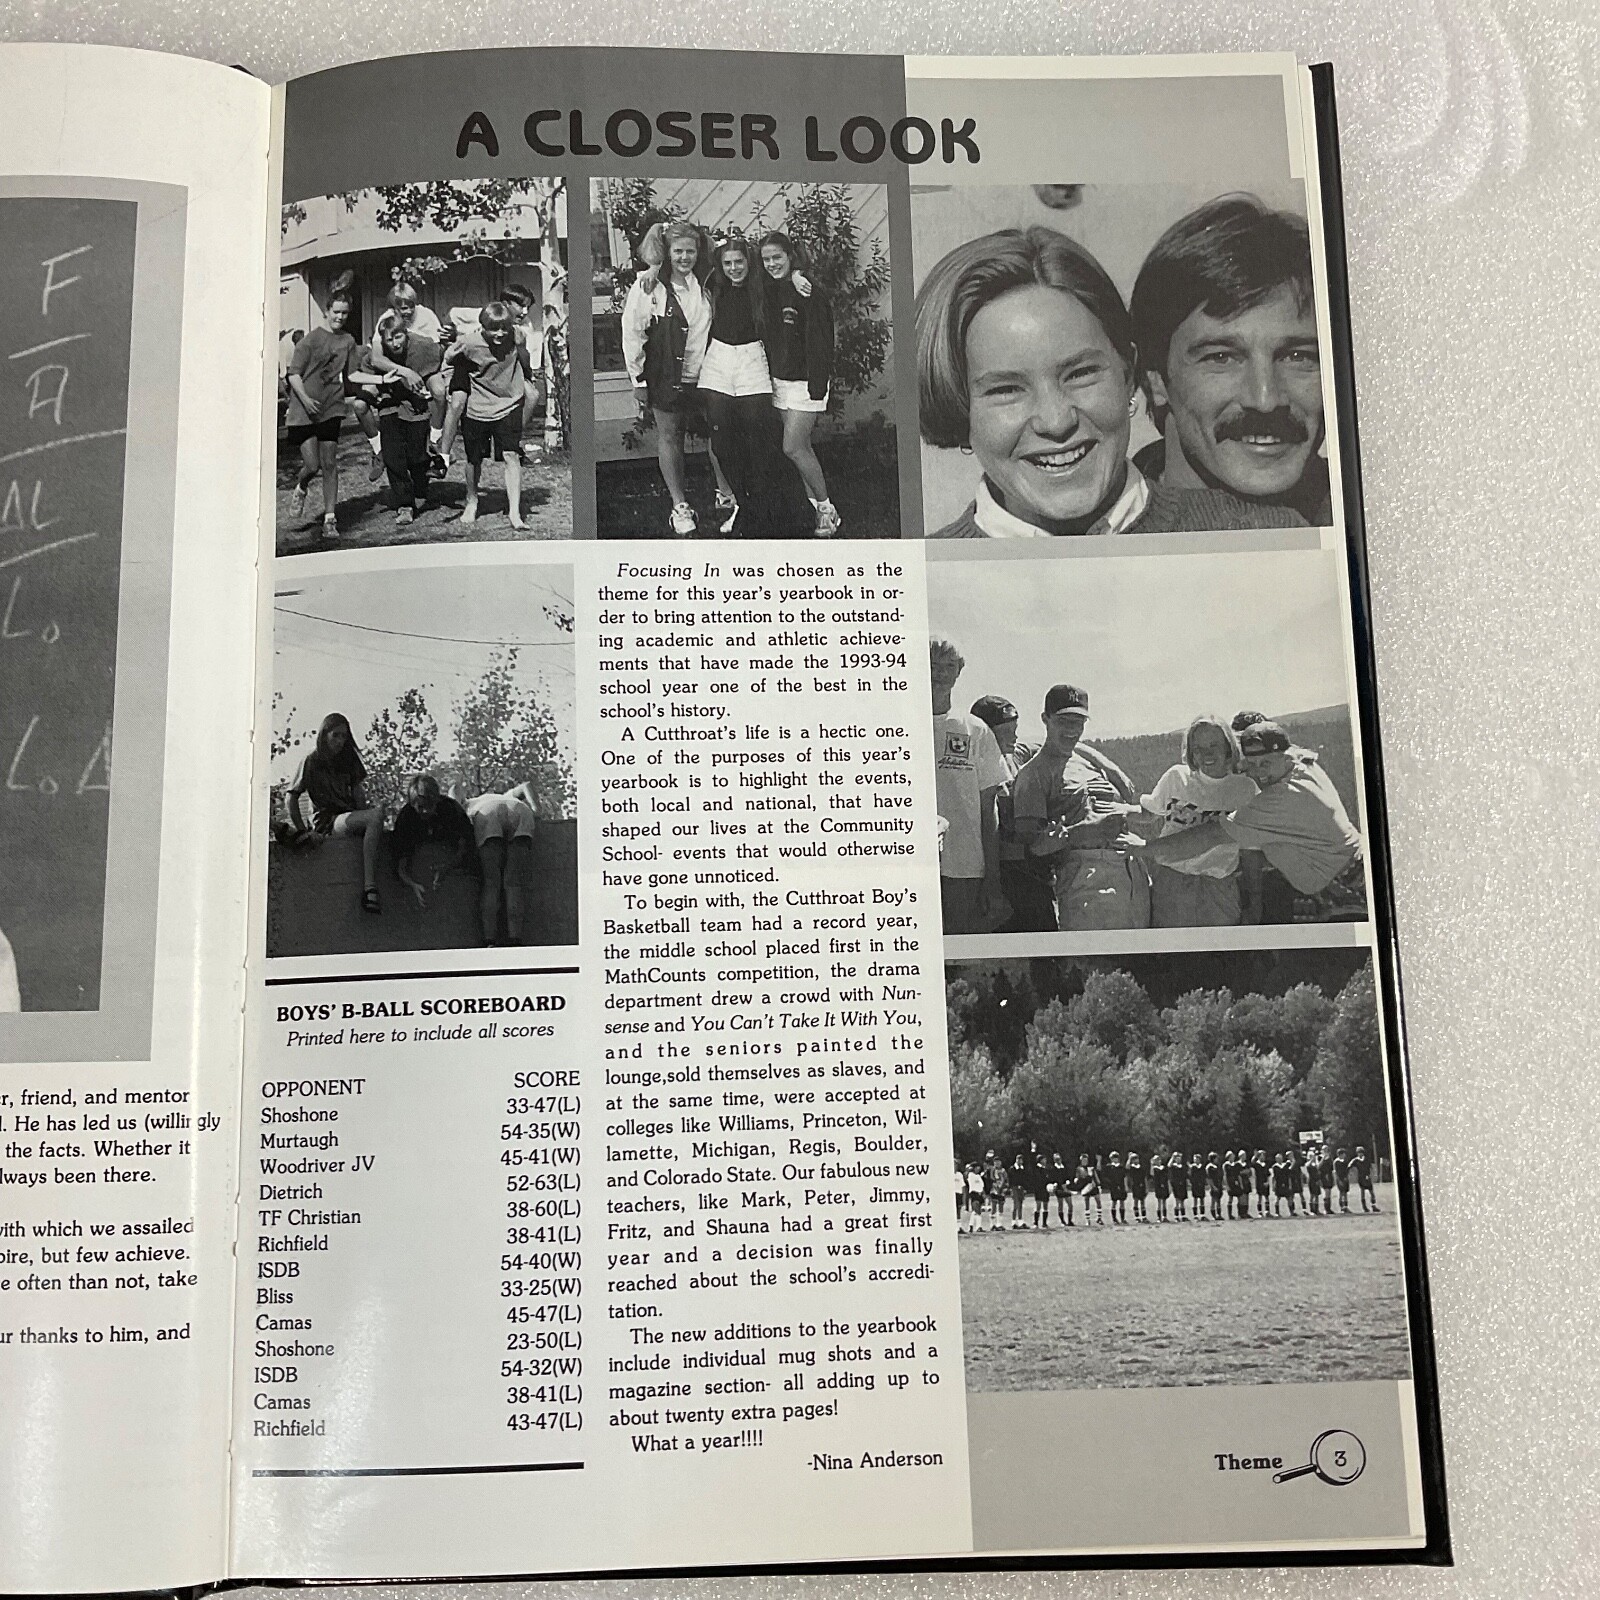 F
A
ΔL
L₀
L₀Δ
r, friend, and mentor
l. He has led us (willingly
the facts. Whether it
lways been there.
with which we assailed
pire, but few achieve.
e often than not, take
ur thanks to him, and
A CLOSER LOOK
BOYS' B-BALL SCOREBOARD
Printed here to include all scores
OPPONENT SCORE
Shoshone 33-47(L)
Murtaugh 54-35(W)
Woodriver JV 45-41(W)
Dietrich 52-63(L)
TF Christian 38-60(L)
Richfield 38-41(L)
ISDB 54-40(W)
Bliss 33-25(W)
Camas 45-47(L)
Shoshone 23-50(L)
ISDB 54-32(W)
Camas 38-41(L)
Richfield 43-47(L)
Focusing In was chosen as the
theme for this year's yearbook in or-
der to bring attention to the outstand-
ing academic and athletic achieve-
ments that have made the 1993-94
school year one of the best in the
school's history.
A Cutthroat's life is a hectic one.
One of the purposes of this year's
yearbook is to highlight the events,
both local and national, that have
shaped our lives at the Community
School- events that would otherwise
have gone unnoticed.
To begin with, the Cutthroat Boy's
Basketball team had a record year,
the middle school placed first in the
MathCounts competition, the drama
department drew a crowd with Nun-
sense and You Can't Take It With You,
and the seniors painted the
lounge,sold themselves as slaves, and
at the same time, were accepted at
colleges like Williams, Princeton, Wil-
lamette, Michigan, Regis, Boulder,
and Colorado State. Our fabulous new
teachers, like Mark, Peter, Jimmy,
Fritz, and Shauna had a great first
year and a decision was finally
reached about the school's accredi-
tation.
The new additions to the yearbook
include individual mug shots and a
magazine section- all adding up to
about twenty extra pages!
What a year!!!!
-Nina Anderson
Theme 3